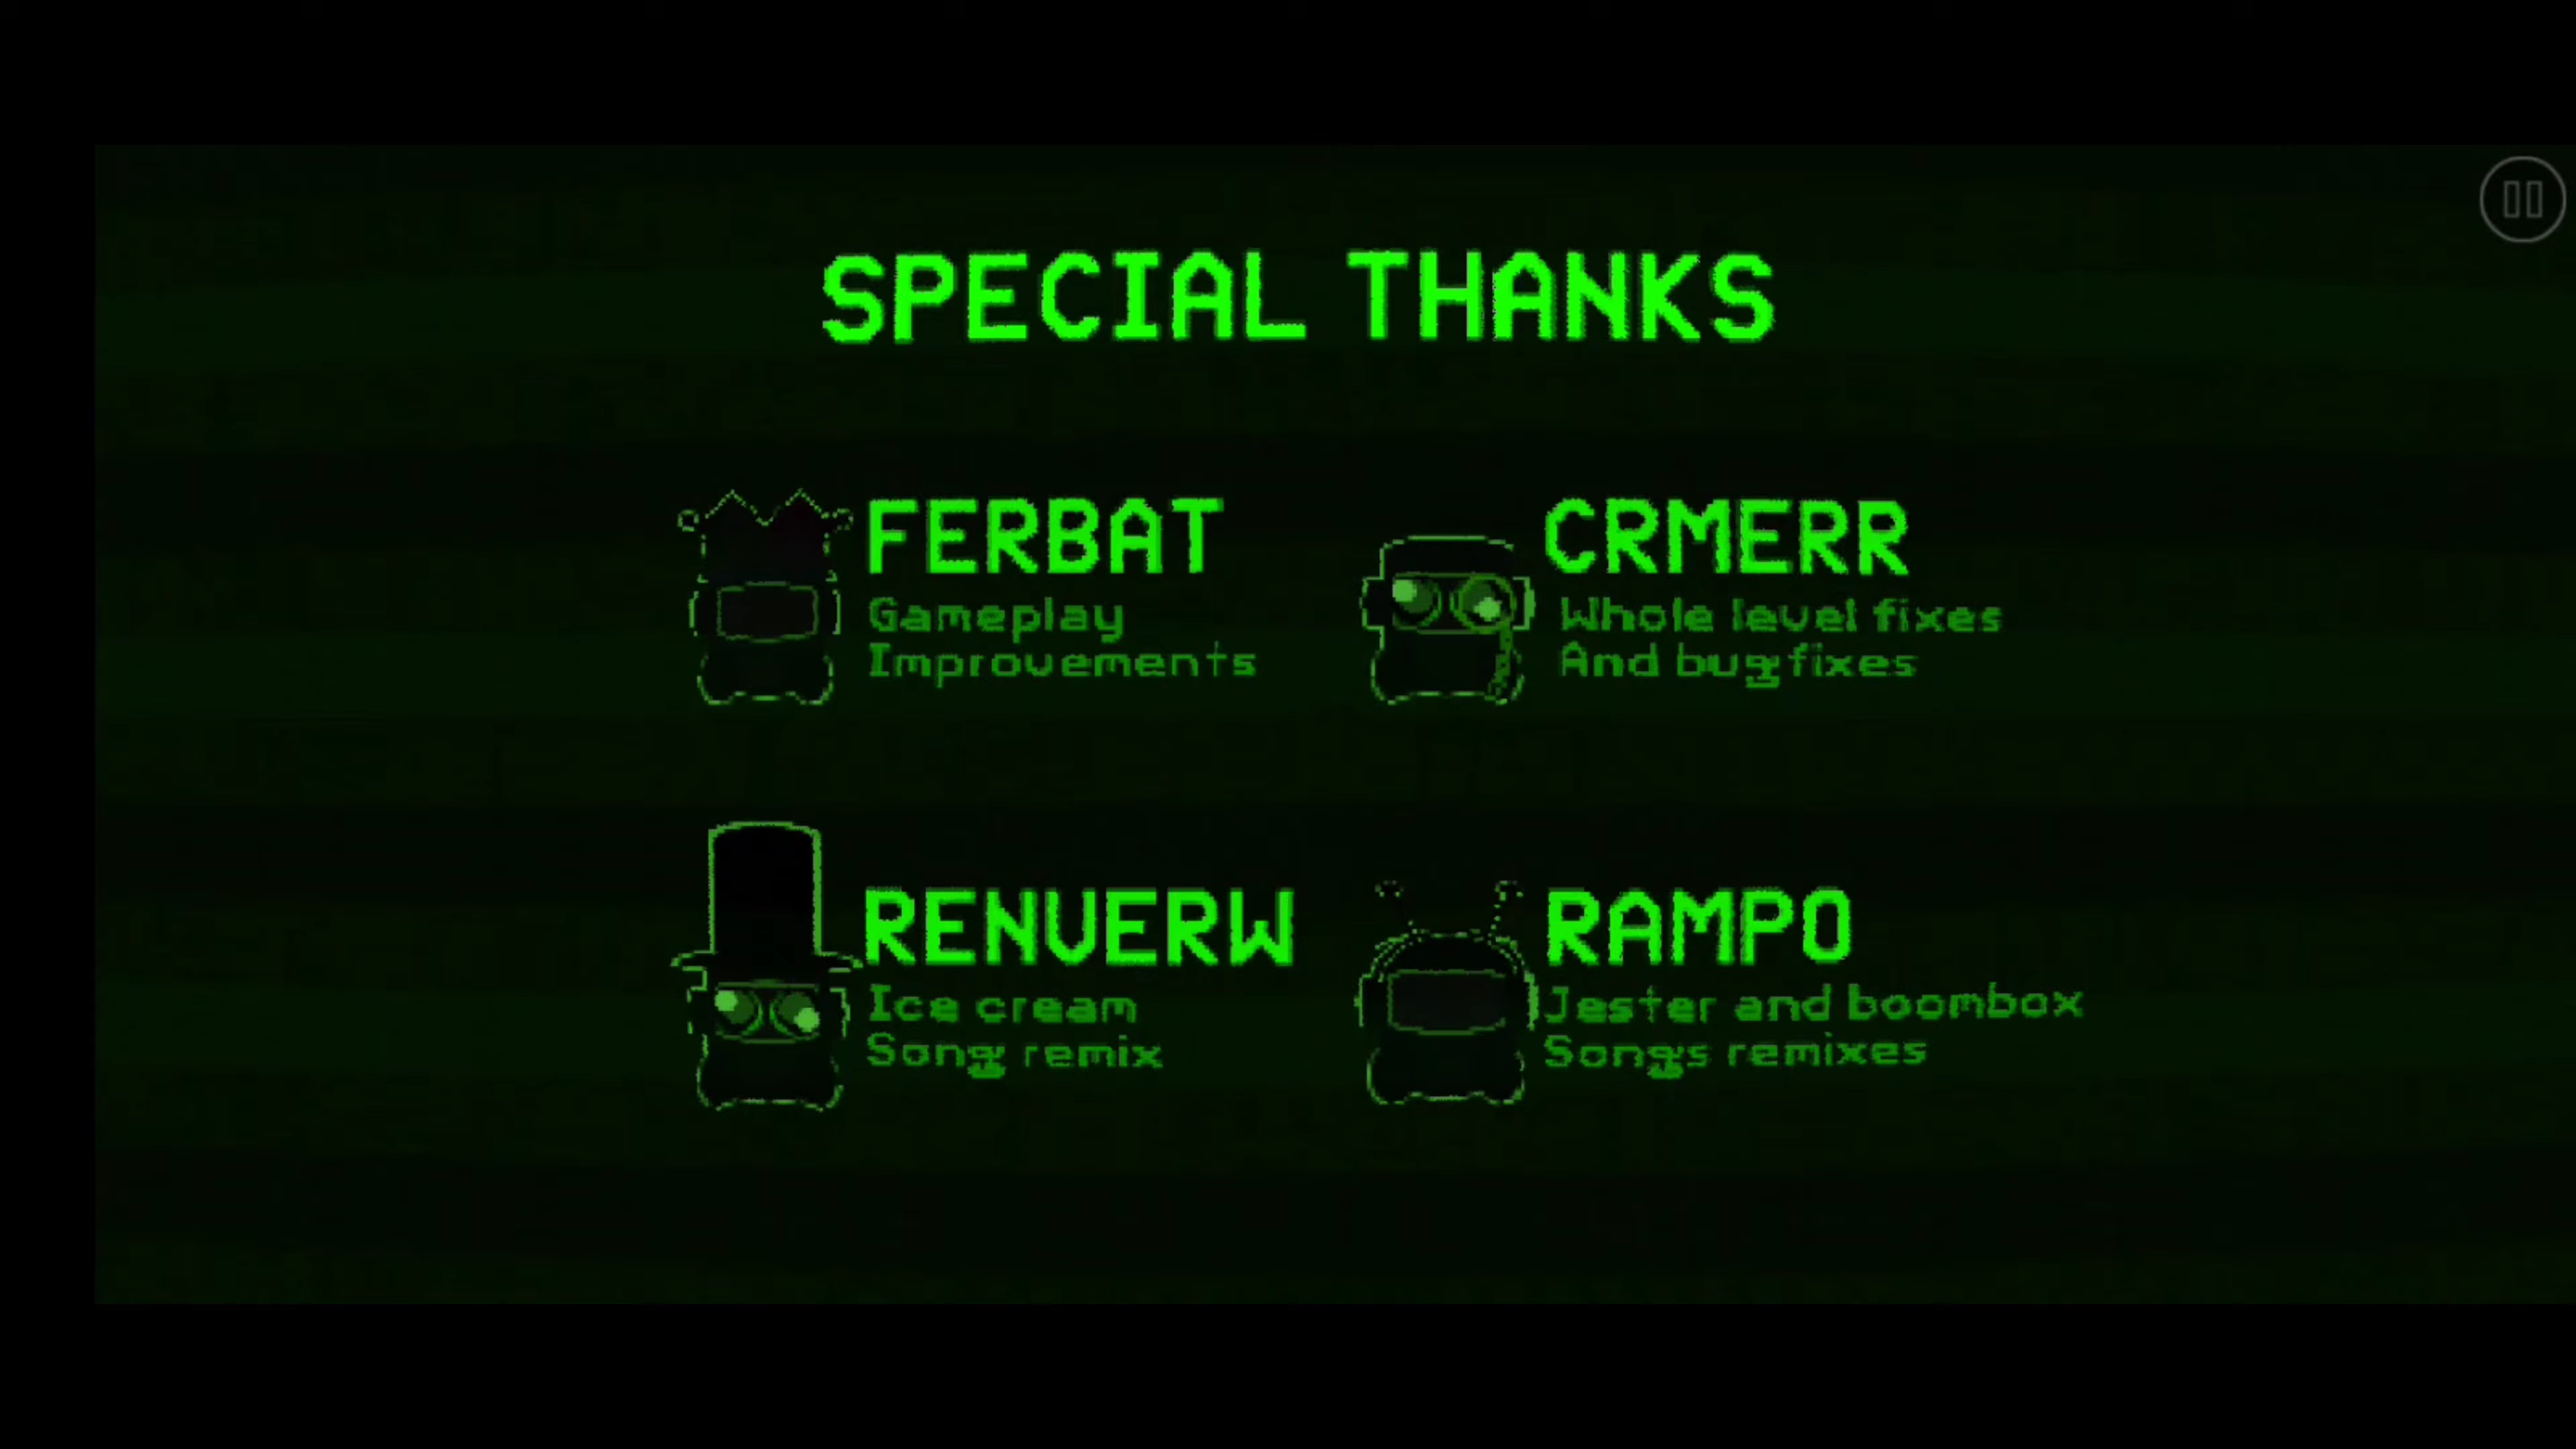 SPECIAL THANKS
FERBAT
Gameplay
Improvements
CRMERR
Whole level fixes
And bugfixes
RENVERW
Ice cream
Song remix
RAMPO
Jester and boombox
Songs remixes